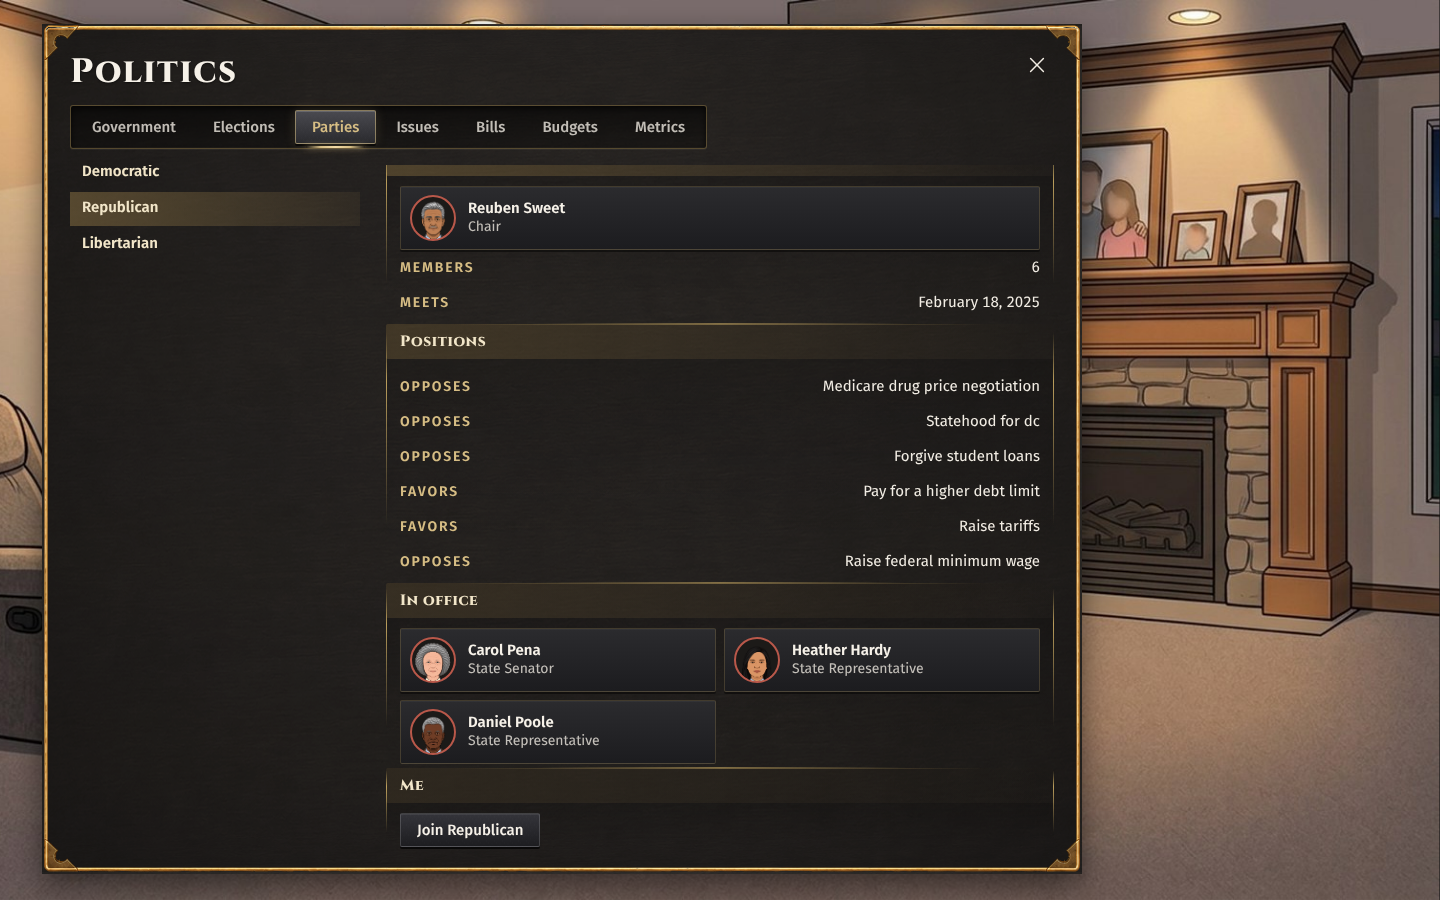 Politics
Government Elections Parties Issues Bills Budgets Metrics
Democratic
Republican
Libertarian
Reuben Sweet
Chair
MEMBERS 6
MEETS February 18, 2025
Positions
OPPOSES Medicare drug price negotiation
OPPOSES Statehood for dc
OPPOSES Forgive student loans
FAVORS Pay for a higher debt limit
FAVORS Raise tariffs
OPPOSES Raise federal minimum wage
In office
Carol Pena
State Senator
Heather Hardy
State Representative
Daniel Poole
State Representative
Me
Join Republican